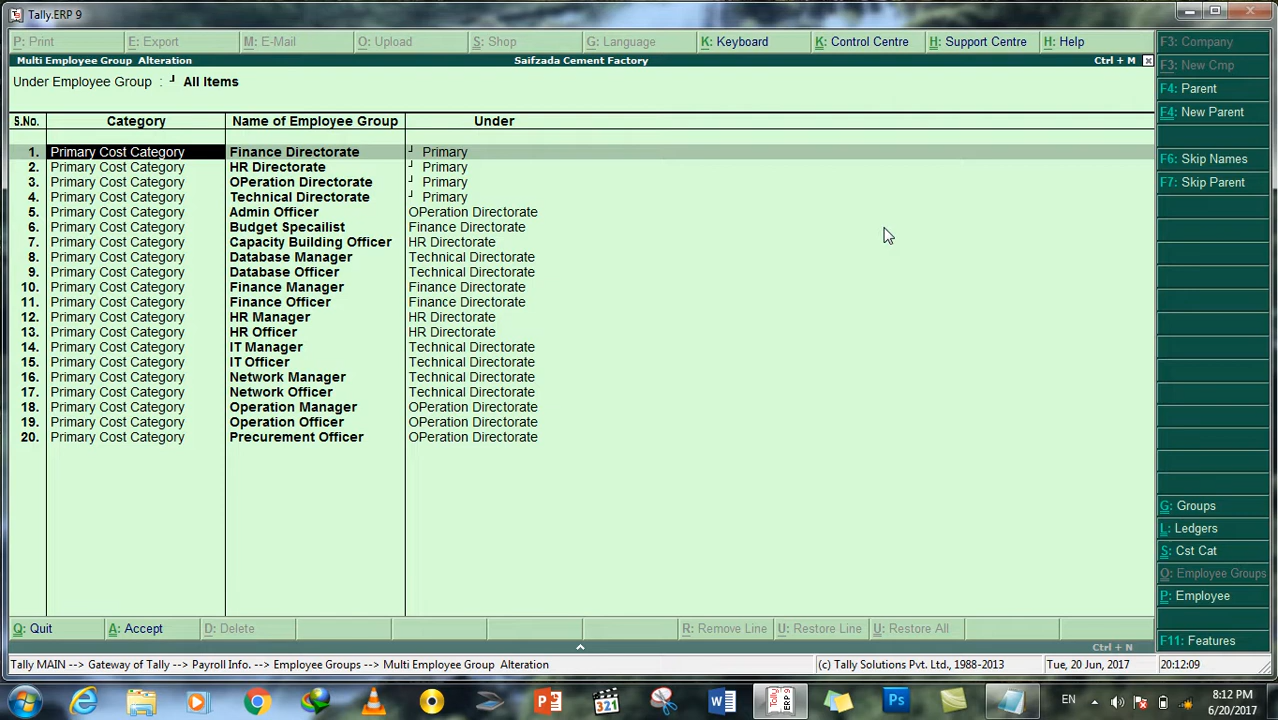 Tally.ERP 9
P: Print E: Export M: E-Mail O: Upload S: Shop G: Language K: Keyboard K: Control Centre H: Support Centre H: Help
Multi Employee Group Alteration Saifzada Cement Factory Ctrl + M
Under Employee Group : ┘ All Items
S.No. Category Name of Employee Group Under
1. Primary Cost Category Finance Directorate ┘ Primary
2. Primary Cost Category HR Directorate ┘ Primary
3. Primary Cost Category OPeration Directorate ┘ Primary
4. Primary Cost Category Technical Directorate ┘ Primary
5. Primary Cost Category Admin Officer OPeration Directorate
6. Primary Cost Category Budget Specailist Finance Directorate
7. Primary Cost Category Capacity Building Officer HR Directorate
8. Primary Cost Category Database Manager Technical Directorate
9. Primary Cost Category Database Officer Technical Directorate
10. Primary Cost Category Finance Manager Finance Directorate
11. Primary Cost Category Finance Officer Finance Directorate
12. Primary Cost Category HR Manager HR Directorate
13. Primary Cost Category HR Officer HR Directorate
14. Primary Cost Category IT Manager Technical Directorate
15. Primary Cost Category IT Officer Technical Directorate
16. Primary Cost Category Network Manager Technical Directorate
17. Primary Cost Category Network Officer Technical Directorate
18. Primary Cost Category Operation Manager OPeration Directorate
19. Primary Cost Category Operation Officer OPeration Directorate
20. Primary Cost Category Procurement Officer OPeration Directorate
F3: Company
F3: New Cmp
F4: Parent
F4: New Parent
F6: Skip Names
F7: Skip Parent
G: Groups
L: Ledgers
S: Cst Cat
O: Employee Groups
P: Employee
F11: Features
Q: Quit A: Accept D: Delete R: Remove Line U: Restore Line U: Restore All
Ctrl + N
Tally MAIN --> Gateway of Tally --> Payroll Info. --> Employee Groups --> Multi Employee Group Alteration (c) Tally Solutions Pvt. Ltd., 1988-2013 Tue, 20 Jun, 2017 20:12:09
321
Tally ERP 9
Ps
EN
8:12 PM
6/20/2017